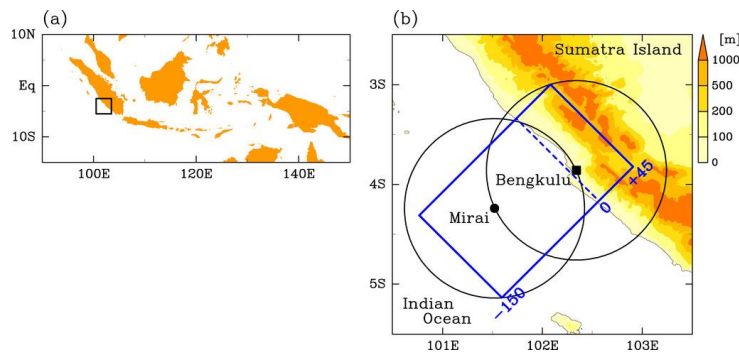 (a)
10N
Eq
10S
100E
120E
140E
(b)
[m]
Sumatra Island
3S
4S
5S
Bengkulu
Mirai
+45
0
-150
Indian
Ocean
101E
102E
103E
1000
500
200
100
0